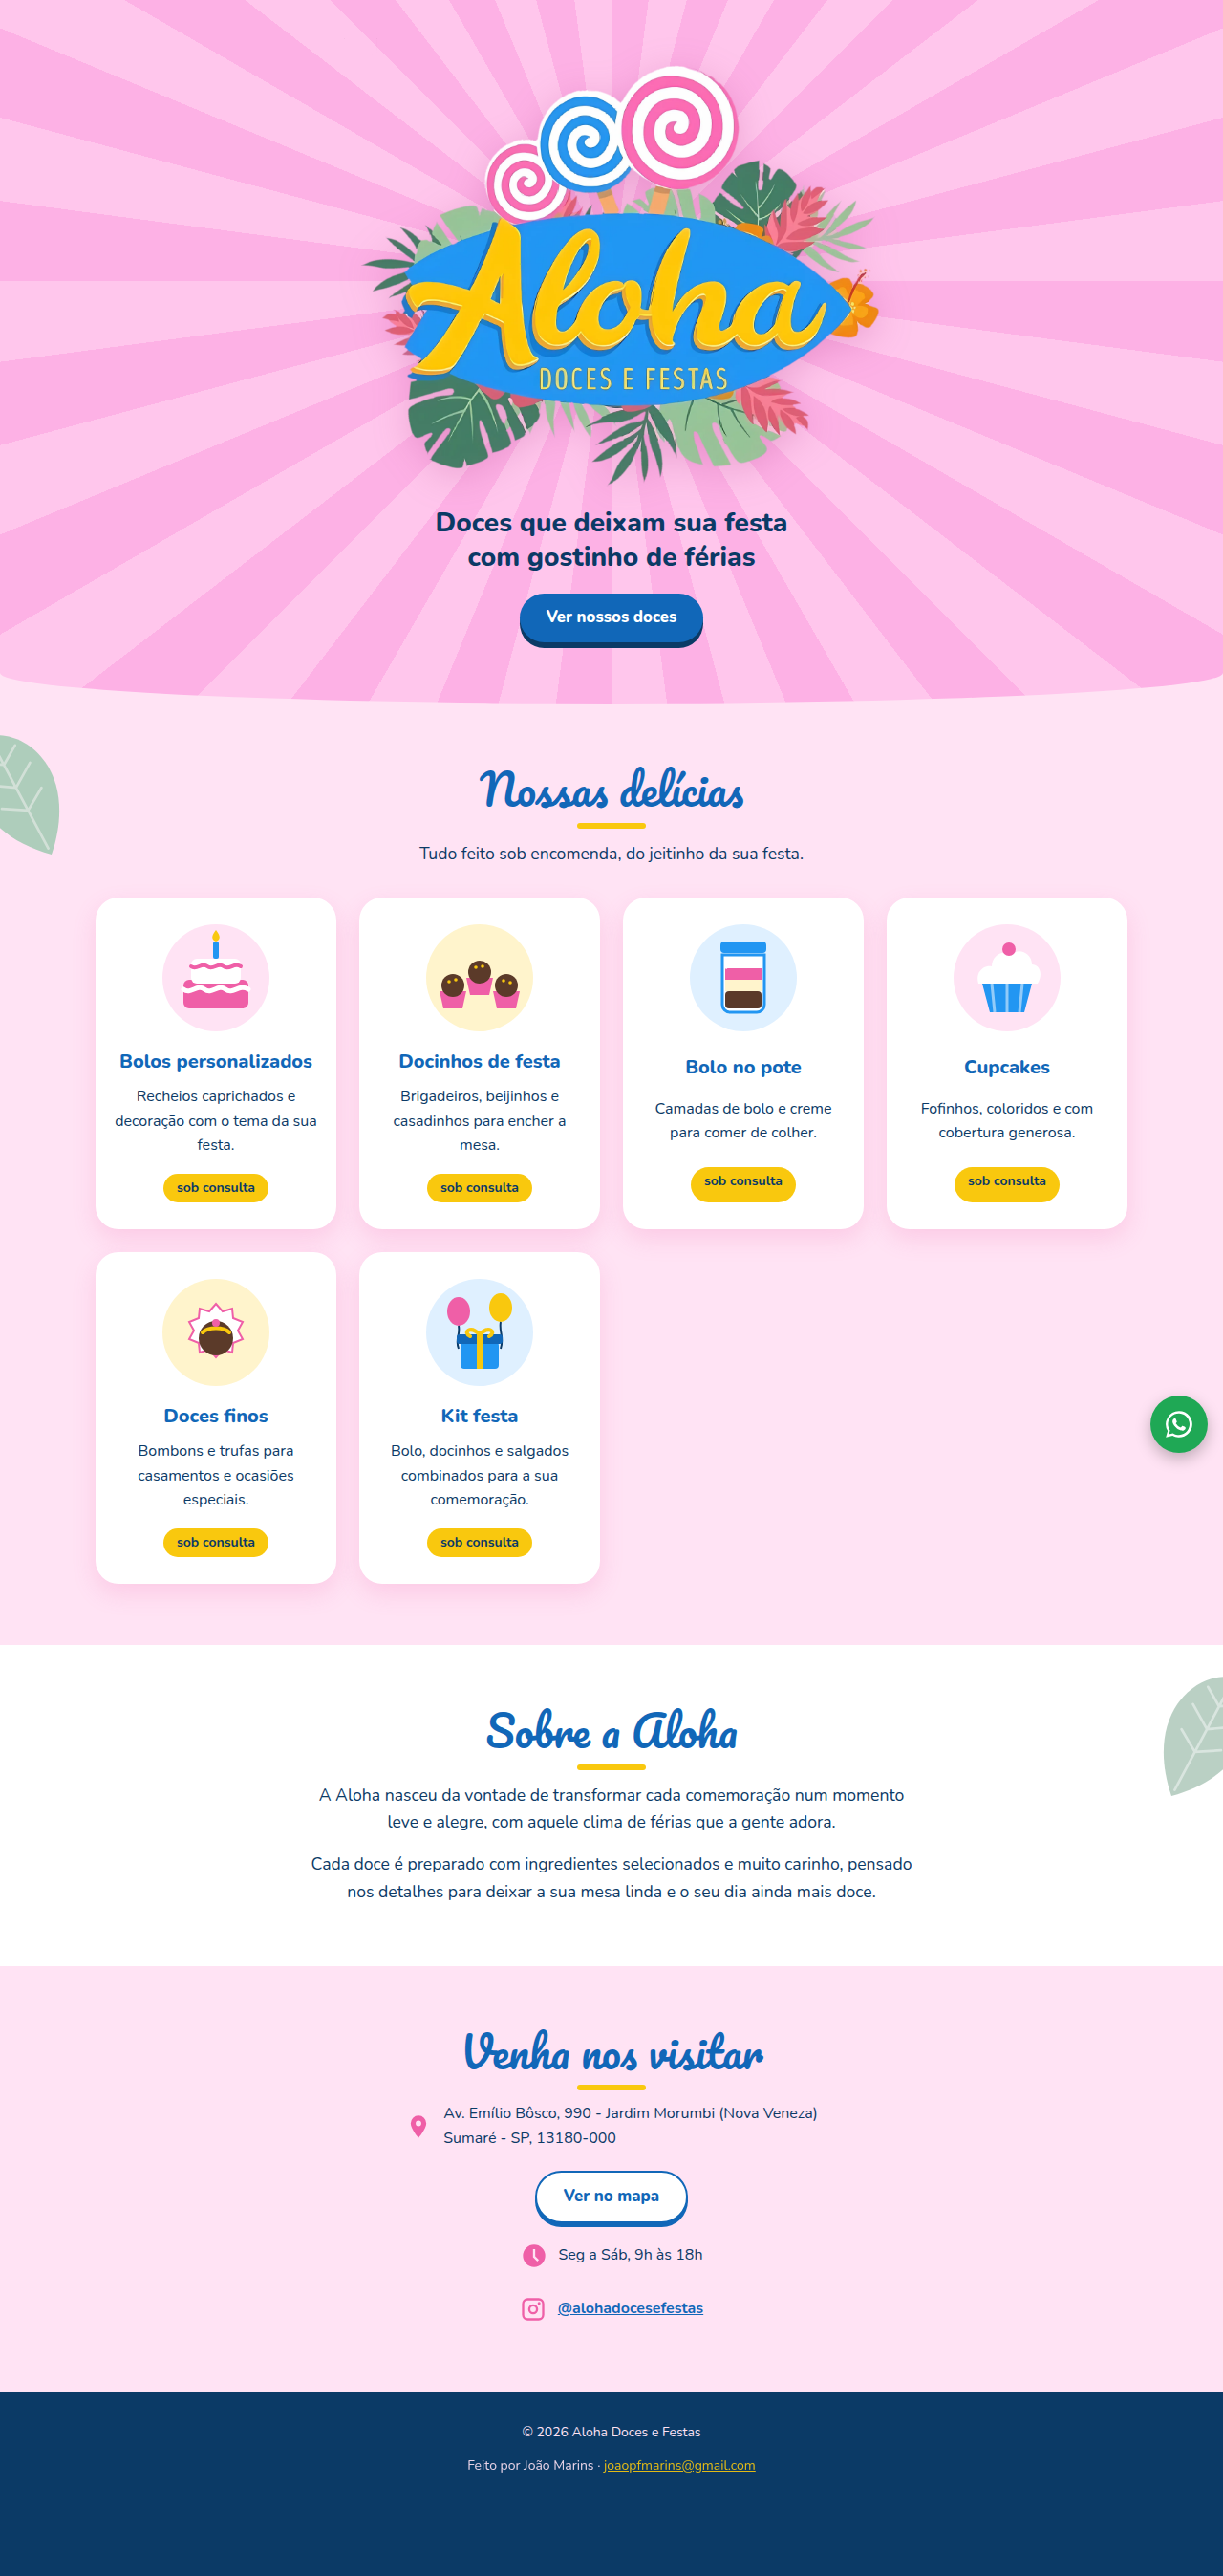 Aloha
DOCES E FESTAS
Doces que deixam sua festa
com gostinho de férias
Ver nossos doces
Nossas delícias
Tudo feito sob encomenda, do jeitinho da sua festa.
Bolos personalizados
Recheios caprichados e
decoração com o tema da sua
festa.
sob consulta
Docinhos de festa
Brigadeiros, beijinhos e
casadinhos para encher a
mesa.
sob consulta
Bolo no pote
Camadas de bolo e creme
para comer de colher.
sob consulta
Cupcakes
Fofinhos, coloridos e com
cobertura generosa.
sob consulta
Doces finos
Bombons e trufas para
casamentos e ocasiões
especiais.
sob consulta
Kit festa
Bolo, docinhos e salgados
combinados para a sua
comemoração.
sob consulta
Sobre a Aloha
A Aloha nasceu da vontade de transformar cada comemoração num momento
leve e alegre, com aquele clima de férias que a gente adora.
Cada doce é preparado com ingredientes selecionados e muito carinho, pensado
nos detalhes para deixar a sua mesa linda e o seu dia ainda mais doce.
Venha nos visitar
Av. Emílio Bôsco, 990 - Jardim Morumbi (Nova Veneza)
Sumaré - SP, 13180-000
Ver no mapa
Seg a Sáb, 9h às 18h
@alohadocesefestas
© 2026 Aloha Doces e Festas
Feito por João Marins · joaopfmarins@gmail.com